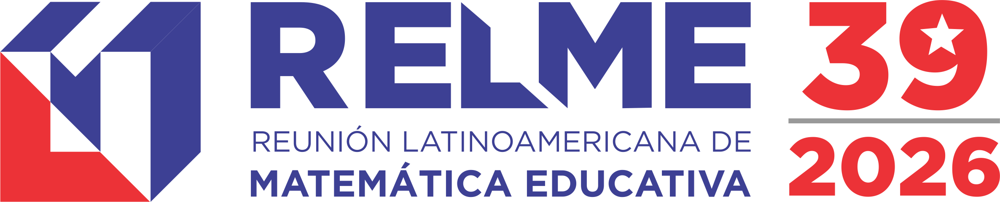 RELME 39
REUNIÓN LATINOAMERICANA DE
MATEMÁTICA EDUCATIVA
2026